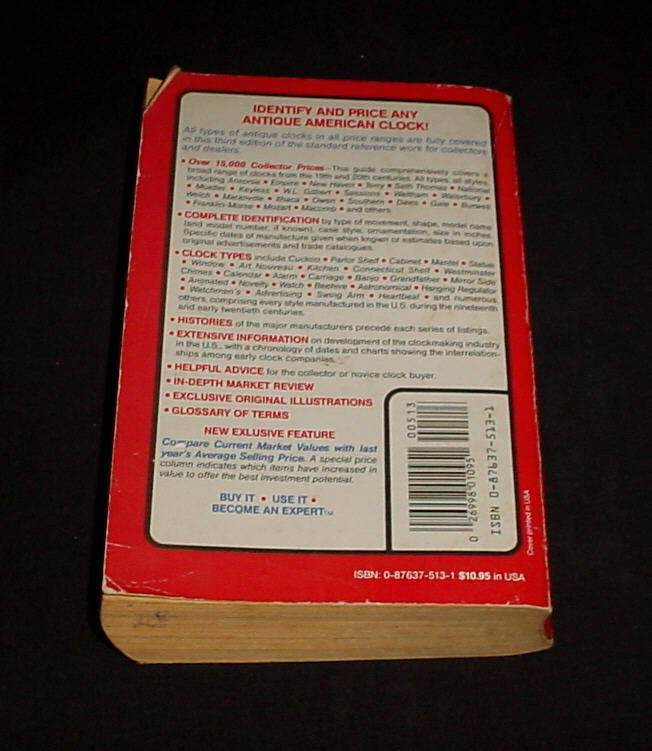 IDENTIFY AND PRICE ANY
ANTIQUE AMERICAN CLOCK!
All types of antique clocks in all price ranges are fully covered
in this third edition of the standard reference work for collectors
and dealers.
• Over 15,000 Collector Prices—This guide comprehensively covers a
broad range of clocks from the 19th and 20th centuries. All types, all styles,
including Ansonia • Empire • New Haven • Terry • Seth Thomas • National
• Mueller • Keyless • W.L. Gilbert • Sessions • Waltham • Waterbury •
Welch • Maranville • Ithaca • Owen • Southern • Davis • Gale •
• Franklin-Morse • Mozart • Macomb • and others.
• COMPLETE IDENTIFICATION by type of movement, shape, model name
(and model number, if known), case style, ornamentation, size in inches.
Specific dates of manufacture given when known or estimates based upon
original advertisements and trade catalogues.
• CLOCK TYPES include Cuckoo • Parlor Shelf • Cabinet • Mantel • Statue
• Window • Art Nouveau • Kitchen • Connecticut Shelf • Westminster
Chimes • Calendar • Alarm • Carriage • Banjo • Grandfather • Mirror Side
• Animated • Novelty • Watch • Beehive • Astronomical • Hanging Regulator
• Watchmen's • Advertising • Swing Arm • Heartbeat • and numerous
others, comprising every style manufactured in the U.S. during the nineteenth
and early twentieth centuries.
• HISTORIES of the major manufacturers precede each series of listings.
• EXTENSIVE INFORMATION on development of the clockmaking industry
in the U.S., with a chronology of dates and charts showing the interrelation-
ships among early clock companies.
• HELPFUL ADVICE for the collector or novice clock buyer.
• IN-DEPTH MARKET REVIEW
• EXCLUSIVE ORIGINAL ILLUSTRATIONS
• GLOSSARY OF TERMS
NEW EXLUSIVE FEATURE
Compare Current Market Values with last
year's Average Selling Price. A special price
column indicates which items have increased in
value to offer the best investment potential.
BUY IT • USE IT •
BECOME AN EXPERT™
00513
0 26998 01095
ISBN 0-87637-513-1
Cover printed in USA
ISBN: 0-87637-513-1 $10.95 in USA